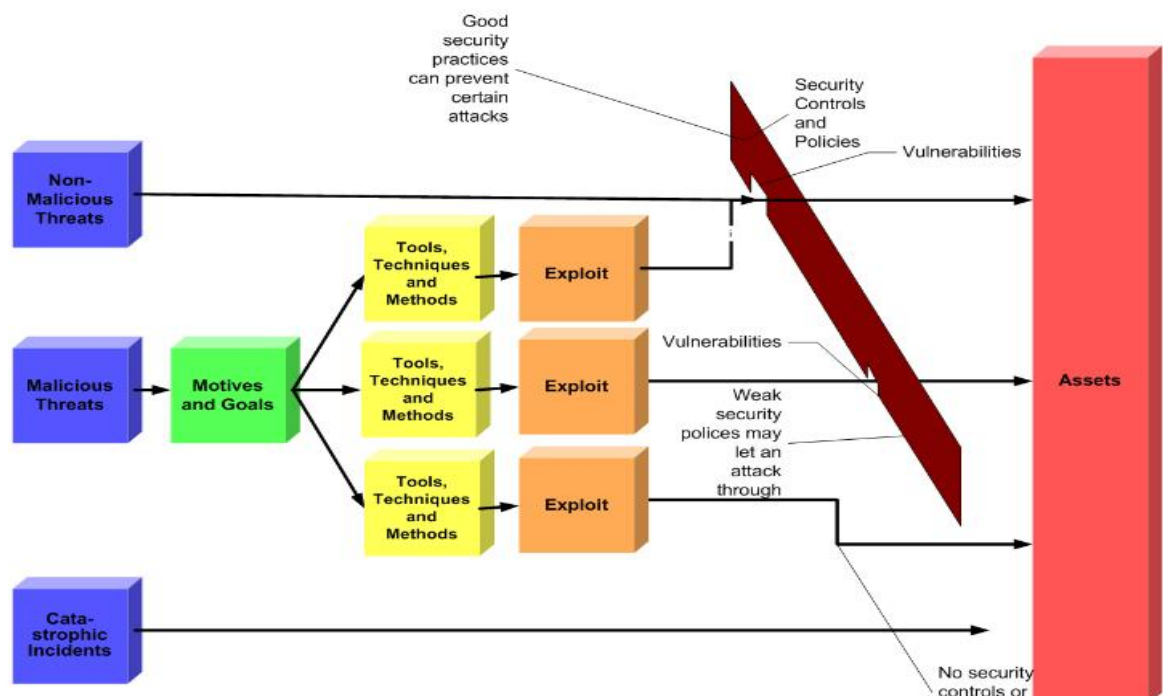 Good
security
practices
can prevent
certain
attacks
Security
Controls
and
Policies
Vulnerabilities
Non-
Malicious
Threats
Tools,
Techniques
and
Methods
Exploit
Vulnerabilities
Malicious
Threats
Motives
and Goals
Tools,
Techniques
and
Methods
Exploit
Assets
Weak
security
polices may
let an
attack
through
Tools,
Techniques
and
Methods
Exploit
Cata-
strophic
Incidents
No security
controls or